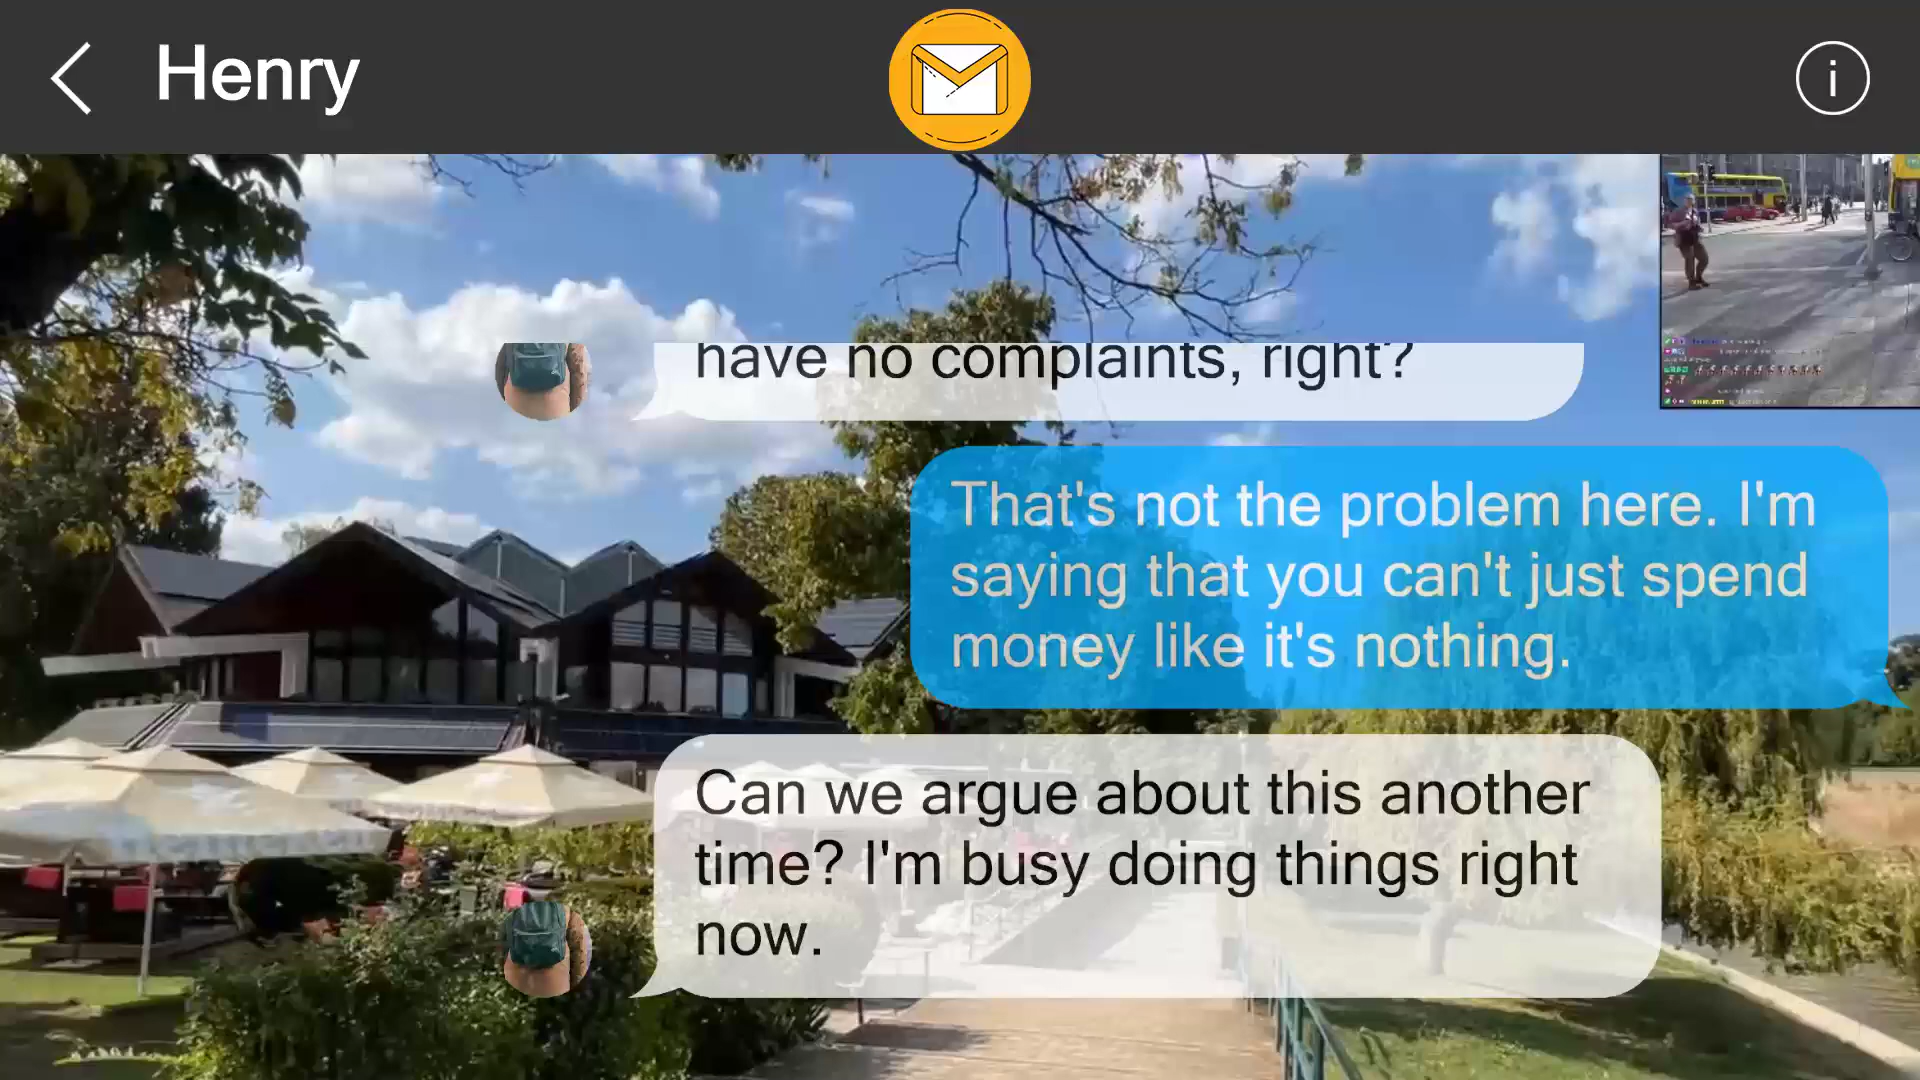 Henry
have no complaints, right?
That's not the problem here. I'm
saying that you can't just spend
money like it's nothing.
Can we argue about this another
time? I'm busy doing things right
now.